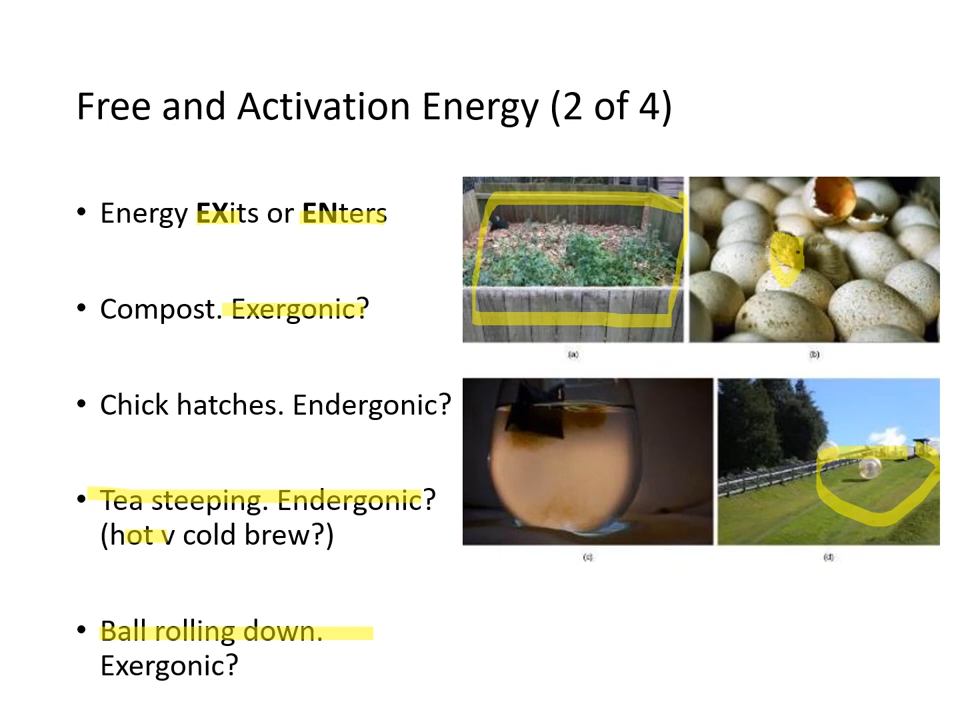 Free and Activation Energy (2 of 4)
• Energy EXits or ENters
• Compost. Exergonic?
• Chick hatches. Endergonic?
• Tea steeping. Endergonic?
(hot v cold brew?)
• Ball rolling down.
Exergonic?
(a)
(b)
(c)
(d)